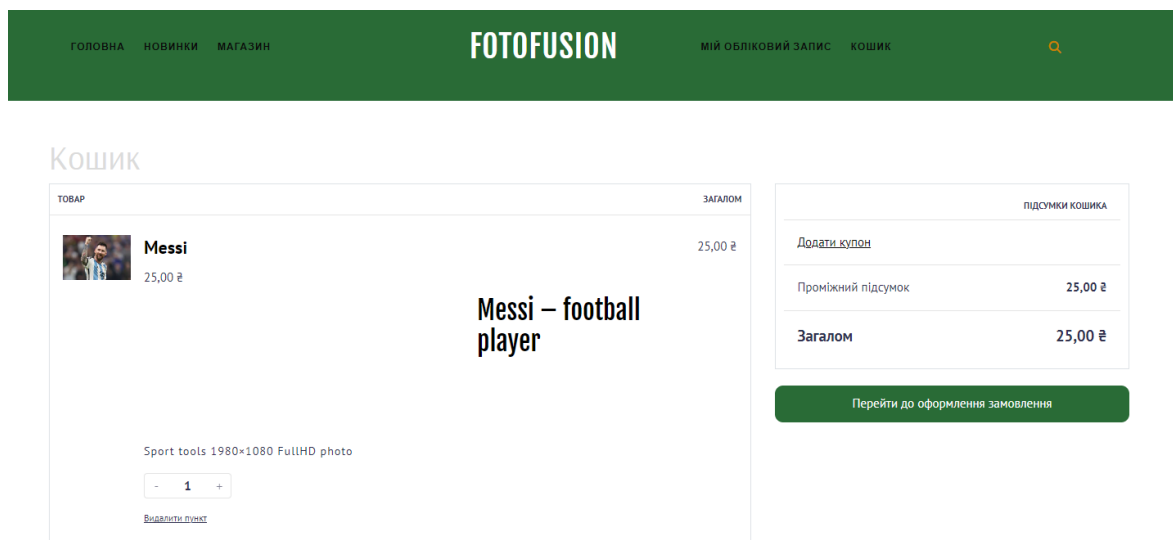 ГОЛОВНА НОВИНКИ МАГАЗИН FOTOFUSION МІЙ ОБЛІКОВИЙ ЗАПИС КОШИК
Кошик
ТОВАР ЗАГАЛОМ
Messi 25,00 ₴
25,00 ₴
Messi – football
player
Sport tools 1980×1080 FullHD photo
- 1 +
Видалити пункт
ПІДСУМКИ КОШИКА
Додати купон
Проміжний підсумок 25,00 ₴
Загалом 25,00 ₴
Перейти до оформлення замовлення